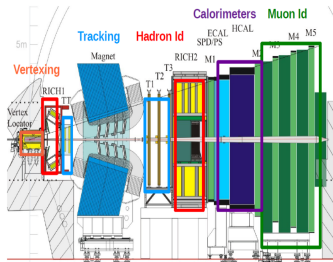 Calorimeters
Tracking Hadron Id Muon Id
HCAL
ECAL
Magnet SPD/PS M4 M5
5m M3
RICH2 M1
Vertexing T3
T2
T1
RICH1
Vertex TT
Locator